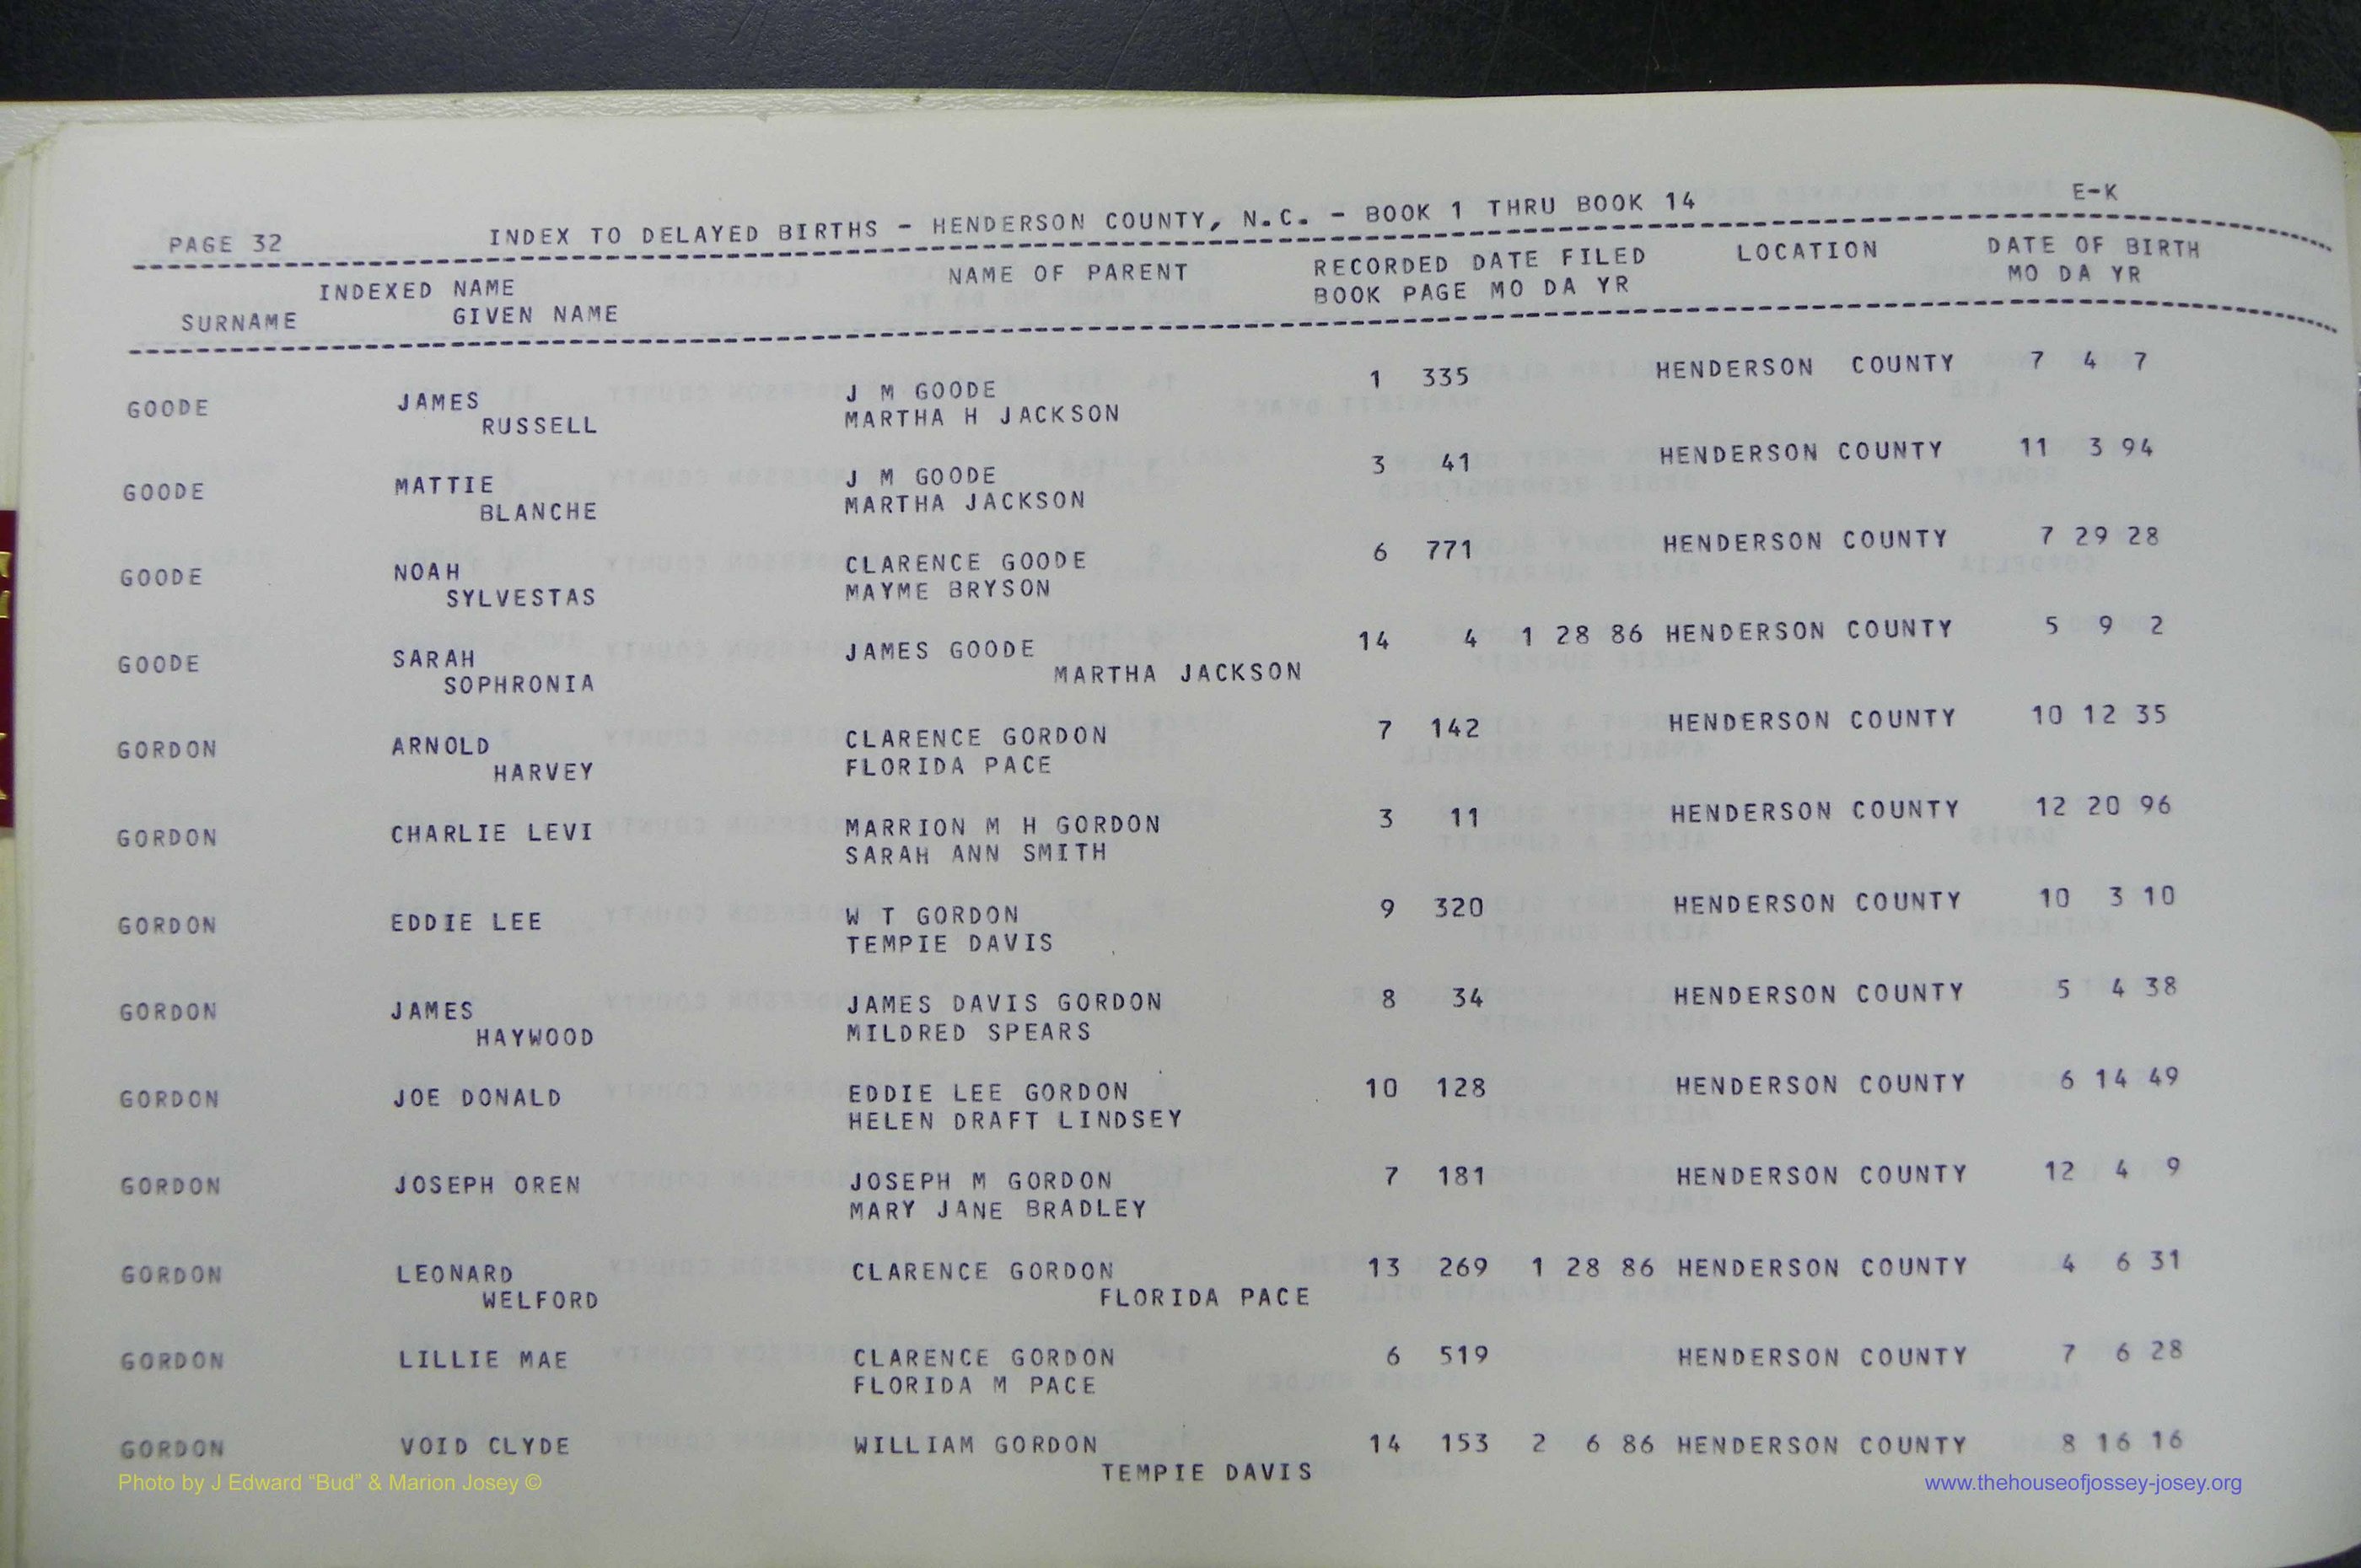 PAGE 32 INDEX TO DELAYED BIRTHS - HENDERSON COUNTY, N.C. - BOOK 1 THRU BOOK 14 E-K
INDEXED NAME NAME OF PARENT RECORDED DATE FILED LOCATION DATE OF BIRTH
SURNAME GIVEN NAME BOOK PAGE MO DA YR MO DA YR
GOODE JAMES J M GOODE 1 335 HENDERSON COUNTY 7 4 7
RUSSELL MARTHA H JACKSON
GOODE MATTIE J M GOODE 3 41 HENDERSON COUNTY 11 3 94
BLANCHE MARTHA JACKSON
GOODE NOAH CLARENCE GOODE 6 771 HENDERSON COUNTY 7 29 28
SYLVESTAS MAYME BRYSON
GOODE SARAH JAMES GOODE 14 4 1 28 86 HENDERSON COUNTY 5 9 2
SOPHRONIA MARTHA JACKSON
GORDON ARNOLD CLARENCE GORDON 7 142 HENDERSON COUNTY 10 12 35
HARVEY FLORIDA PACE
GORDON CHARLIE LEVI MARRION M H GORDON 3 11 HENDERSON COUNTY 12 20 96
SARAH ANN SMITH
GORDON EDDIE LEE W T GORDON 9 320 HENDERSON COUNTY 10 3 10
TEMPIE DAVIS
GORDON JAMES JAMES DAVIS GORDON 8 34 HENDERSON COUNTY 5 4 38
HAYWOOD MILDRED SPEARS
GORDON JOE DONALD EDDIE LEE GORDON 10 128 HENDERSON COUNTY 6 14 49
HELEN DRAFT LINDSEY
GORDON JOSEPH OREN JOSEPH M GORDON 7 181 HENDERSON COUNTY 12 4 9
MARY JANE BRADLEY
GORDON LEONARD CLARENCE GORDON 13 269 1 28 86 HENDERSON COUNTY 4 6 31
WELFORD FLORIDA PACE
GORDON LILLIE MAE CLARENCE GORDON 6 519 HENDERSON COUNTY 7 6 28
FLORIDA M PACE
GORDON VOID CLYDE WILLIAM GORDON 14 153 2 6 86 HENDERSON COUNTY 8 16 16
TEMPIE DAVIS
Photo by J Edward “Bud” & Marion Josey © www.thehouseofjossey-josey.org